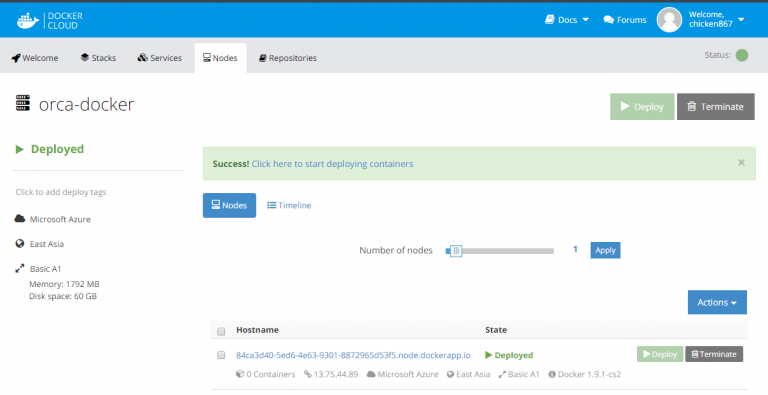 DOCKER
CLOUD
Docs
Forums
Welcome,
chicken867
Welcome
Stacks
Services
Nodes
Repositories
Status:
orca-docker
Deploy
Terminate
Deployed
Success! Click here to start deploying containers
×
Click to add deploy tags
Nodes
Timeline
Microsoft Azure
East Asia
Number of nodes
1
Apply
Basic A1
Memory: 1792 MB
Disk space: 60 GB
Actions
Hostname
State
84ca3d40-5ed6-4e63-9301-8872965d53f5.node.dockerapp.io
Deployed
Deploy
Terminate
0 Containers
13.75.44.89
Microsoft Azure
East Asia
Basic A1
Docker 1.9.1-cs2